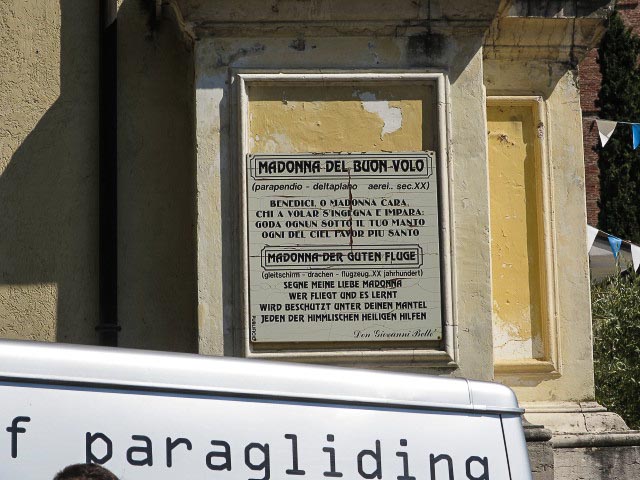 MADONNA DEL BUON VOLO
(parapendio - deltaplano aerei.. sec.XX)
BENEDICI, O MADONNA CARA,
CHI A VOLAR S'INGEGNA E IMPARA:
GODA OGNUN SOTTO IL TUO MANTO
OGNI DEL CIEL FAVOR PIU SANTO
MADONNA DER GUTEN FLUGE
(gleitschirm - drachen - flugzeug..XX jahrhundert)
SEGNE MEINE LIEBE MADONNA
WER FLIEGT UND ES LERNT
WIRD BESCHUTZT UNTER DEINEN MANTEL
JEDEN DER HIMMLISCHEN HEILIGEN HILFEN
Don Giovanni Bollo'
f paragliding